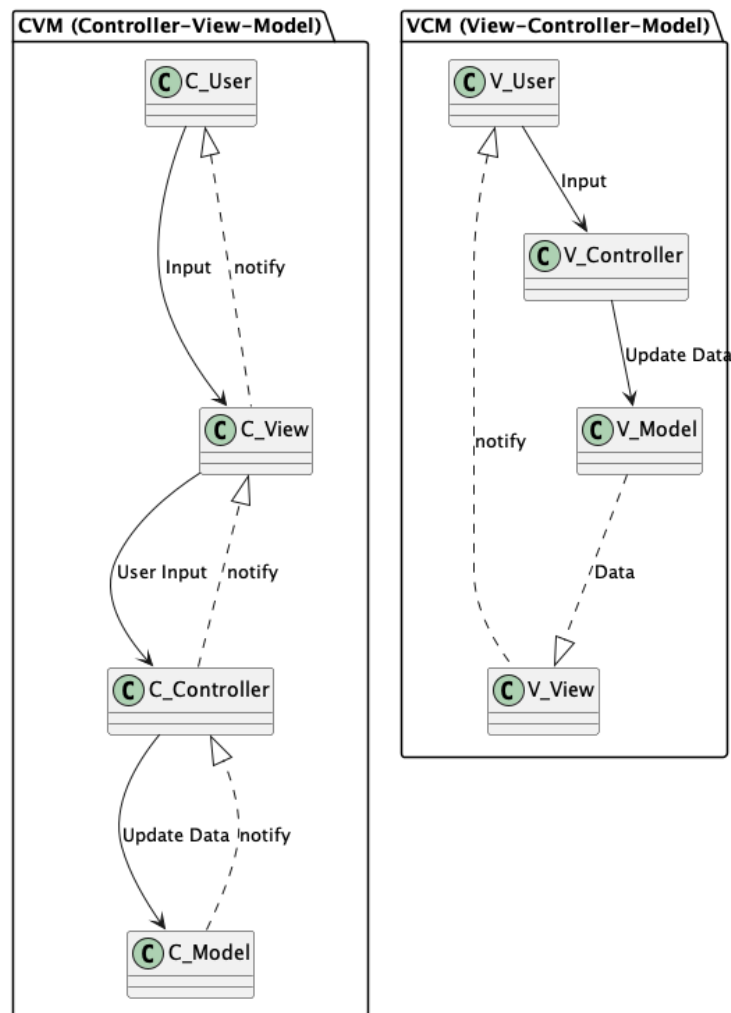 CVM (Controller-View-Model)
C C_User
Input
notify
C C_View
User Input
notify
C C_Controller
Update Data
notify
C C_Model
VCM (View-Controller-Model)
C V_User
Input
C V_Controller
Update Data
C V_Model
notify
Data
C V_View